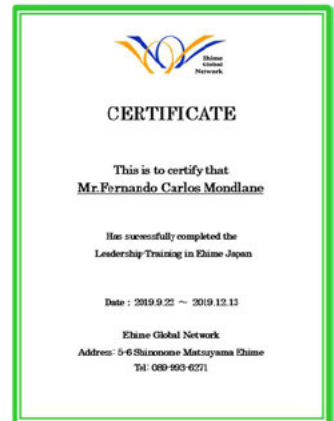 Ehime
Global
Network
CERTIFICATE
This is to certify that
Mr.Fernando Carlos Mondlane
Has successfully completed the
Leadership Training in Ehime Japan
Date : 2019.9.22 ～ 2019.12.13
Ehime Global Network
Address: 5-6 Shinonome Matsuyama Ehime
Tel: 089-993-6271